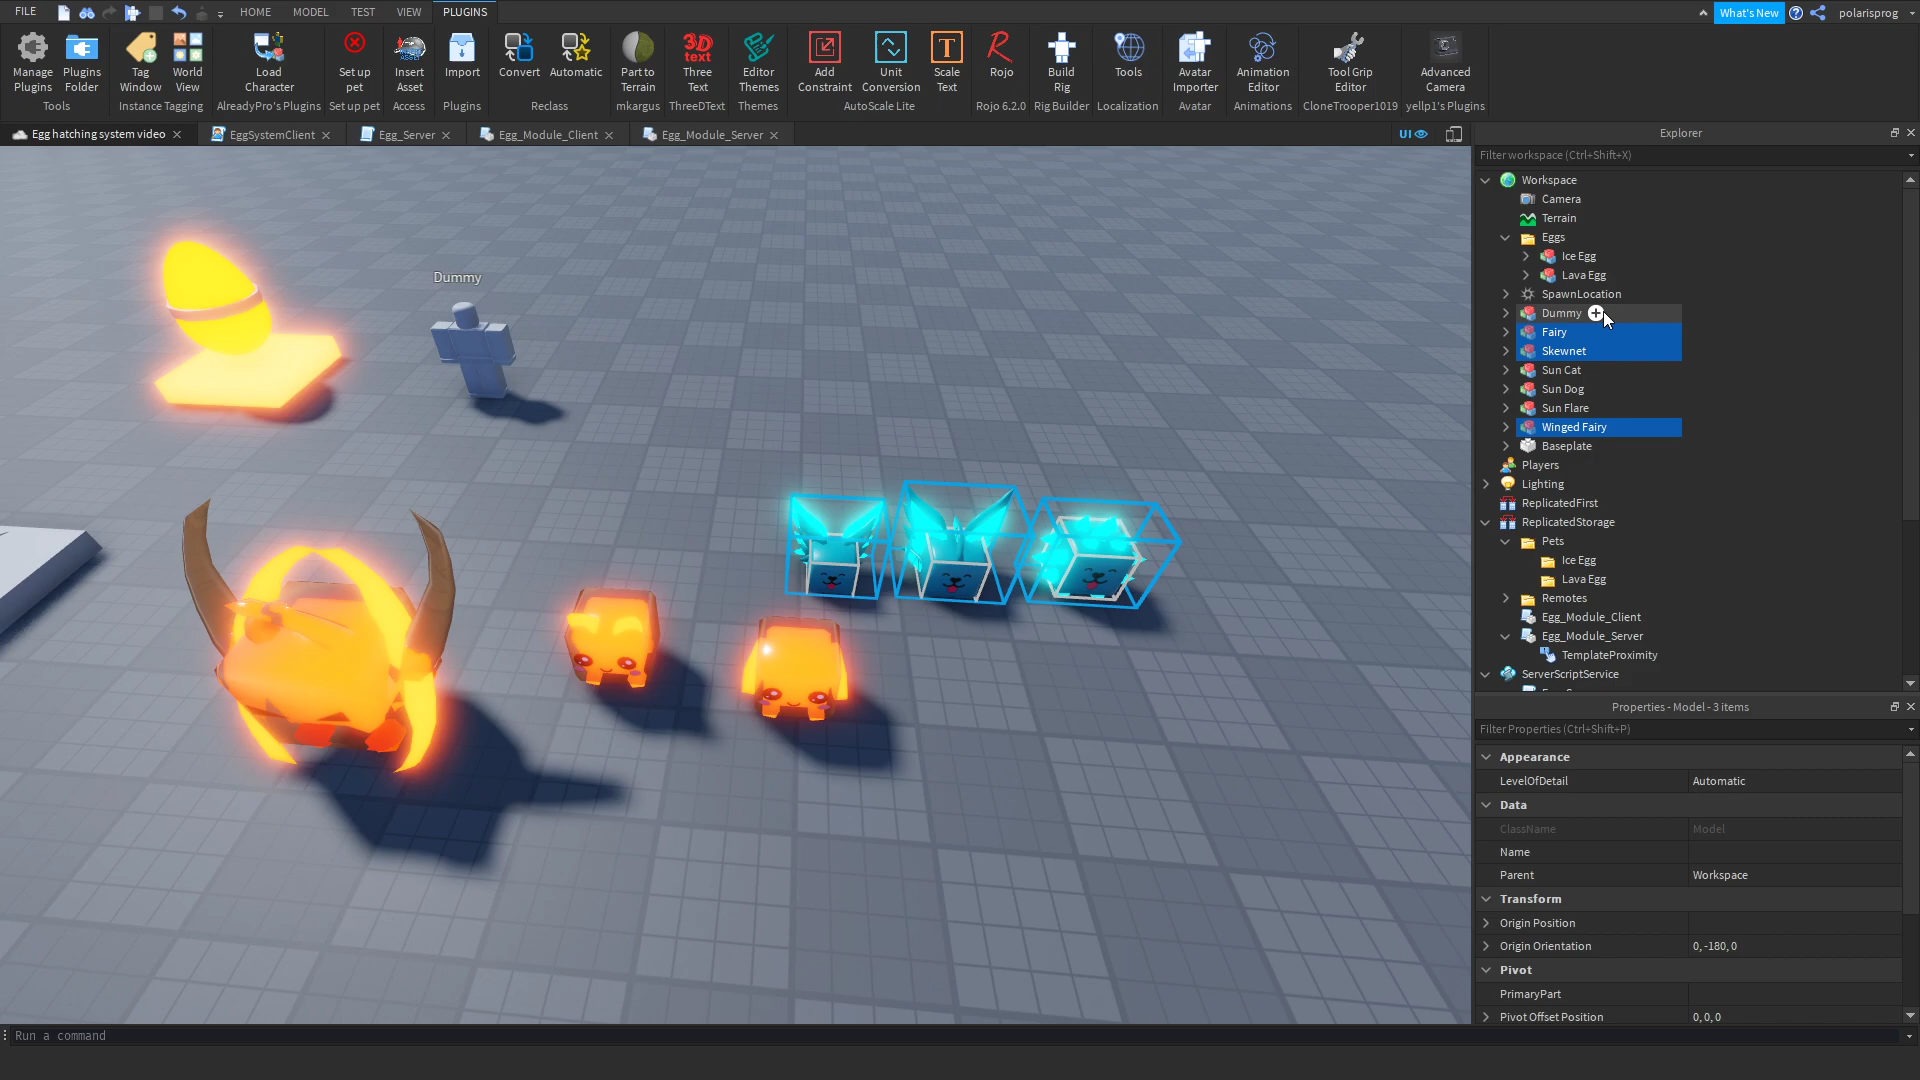 FILE HOME MODEL TEST VIEW PLUGINS What's New polarisprog
Manage Plugins
Plugins Folder
Tools
Tag Window
World View
Instance Tagging
Load Character
AlreadyPro's Plugins
Set up pet
Set up pet
Insert Asset
Access
Import
Plugins
Convert
Automatic
Reclass
Part to Terrain
mkargus
3D text
Three Text
ThreeDText
Editor Themes
Themes
Add Constraint
Unit Conversion
T
Scale Text
AutoScale Lite
R
Rojo
Rojo 6.2.0
Build Rig
Rig Builder
Tools
Localization
Avatar Importer
Avatar
Animation Editor
Animations
Tool Grip Editor
CloneTrooper1019
Advanced Camera
yellp1's Plugins
Egg hatching system video EggSystemClient Egg_Server Egg_Module_Client Egg_Module_Server UI
Dummy
Explorer
Filter workspace (Ctrl+Shift+X)
Workspace
Camera
Terrain
Eggs
Ice Egg
Lava Egg
SpawnLocation
Dummy
Fairy
Skewnet
Sun Cat
Sun Dog
Sun Flare
Winged Fairy
Baseplate
Players
Lighting
ReplicatedFirst
ReplicatedStorage
Pets
Ice Egg
Lava Egg
Remotes
Egg_Module_Client
Egg_Module_Server
TemplateProximity
ServerScriptService
Properties - Model - 3 items
Filter Properties (Ctrl+Shift+P)
Appearance
LevelOfDetail Automatic
Data
ClassName Model
Name
Parent Workspace
Transform
Origin Position
Origin Orientation 0, -180, 0
Pivot
PrimaryPart
Pivot Offset Position 0, 0, 0
Run a command